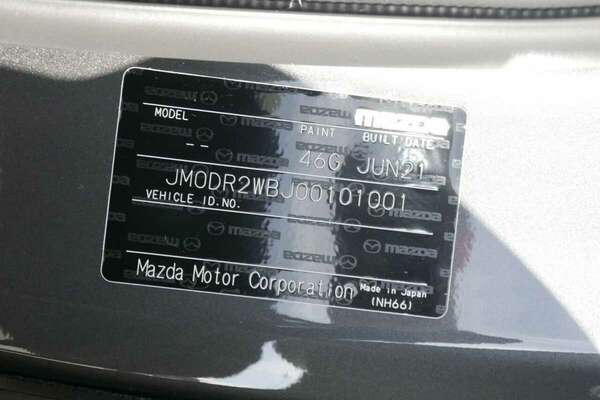 mazda
MODEL PAINT BUILT DATE
-- 46G JUN21
JM0DR2WBJ00101001
VEHICLE ID.NO.
Mazda Motor Corporation Made in Japan
(NH66)